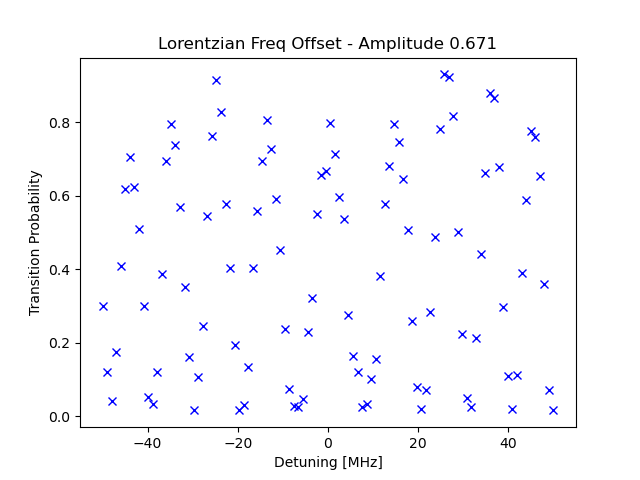 Lorentzian Freq Offset - Amplitude 0.671
Transition Probability
0.8
0.6
0.4
0.2
0.0
−40 −20 0 20 40
Detuning [MHz]